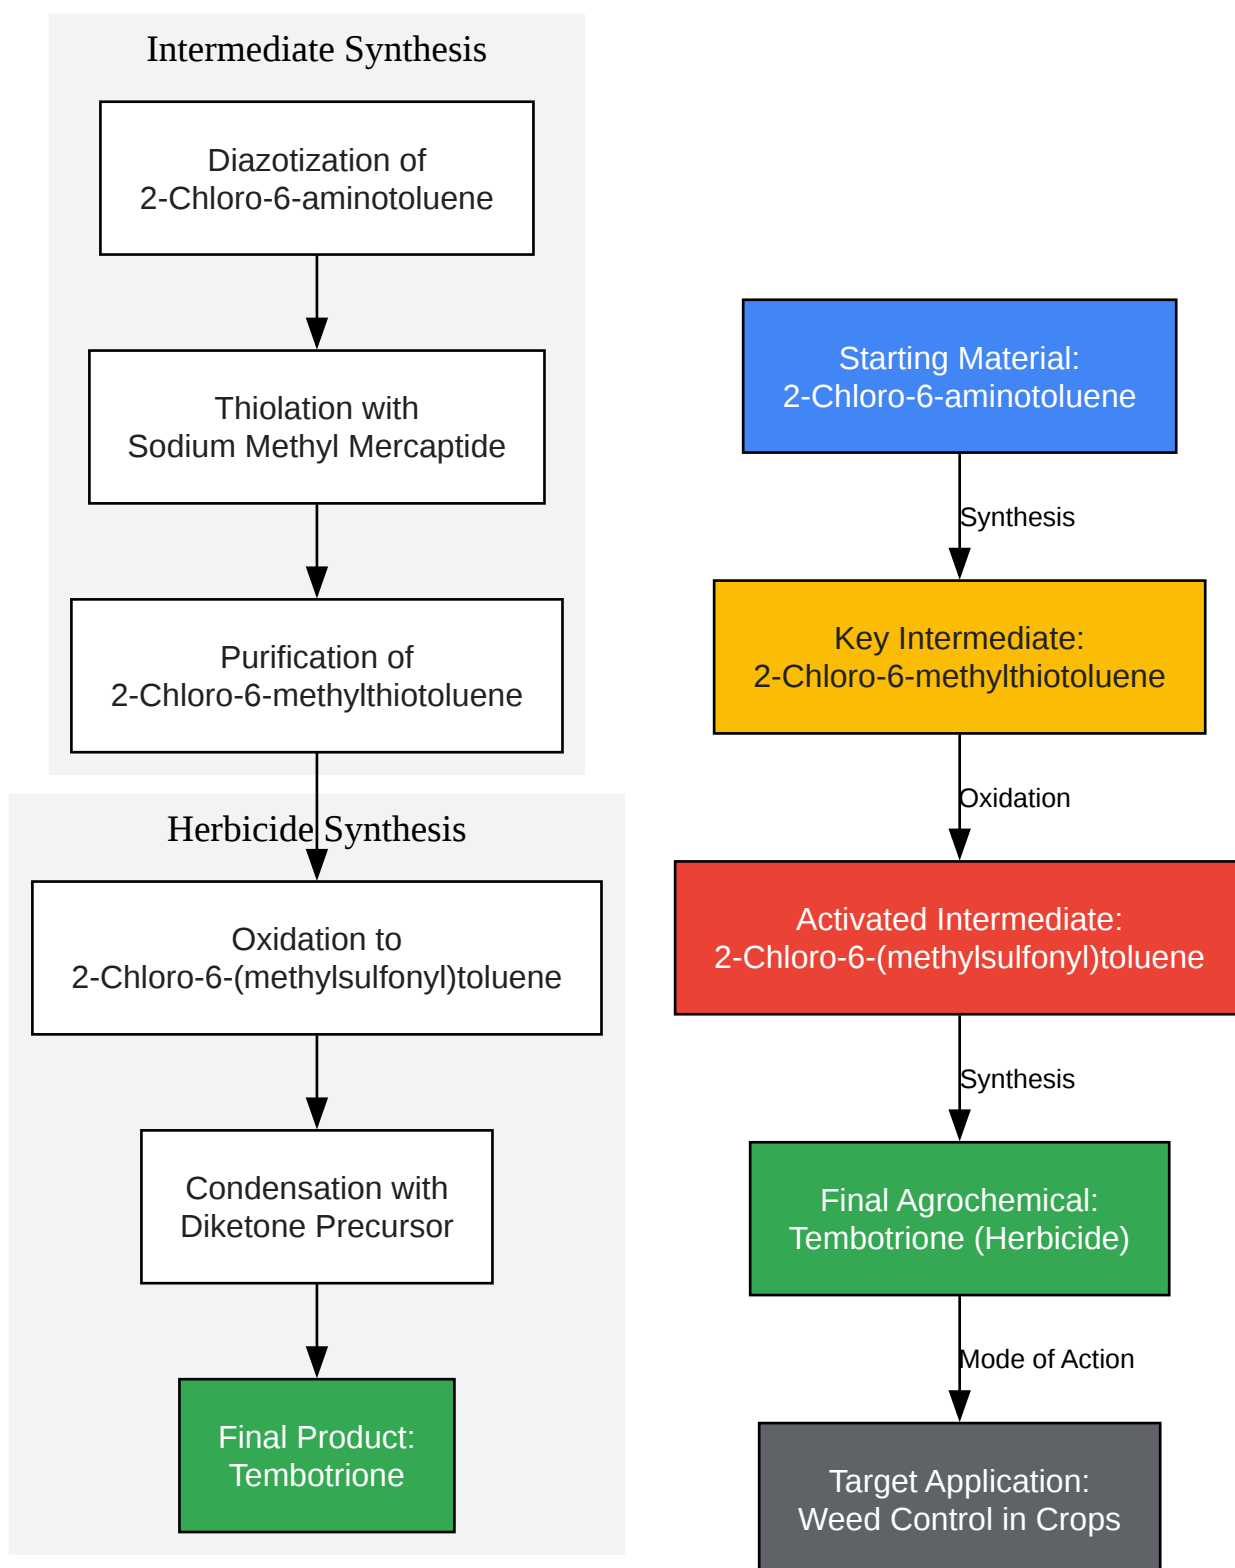 Intermediate Synthesis
Diazotization of
2-Chloro-6-aminotoluene
Thiolation with
Sodium Methyl Mercaptide
Purification of
2-Chloro-6-methylthiotoluene
Herbicide Synthesis
Oxidation to
2-Chloro-6-(methylsulfonyl)toluene
Condensation with
Diketone Precursor
Final Product:
Tembotrione
Starting Material:
2-Chloro-6-aminotoluene
Synthesis
Key Intermediate:
2-Chloro-6-methylthiotoluene
Oxidation
Activated Intermediate:
2-Chloro-6-(methylsulfonyl)toluene
Synthesis
Final Agrochemical:
Tembotrione (Herbicide)
Mode of Action
Target Application:
Weed Control in Crops